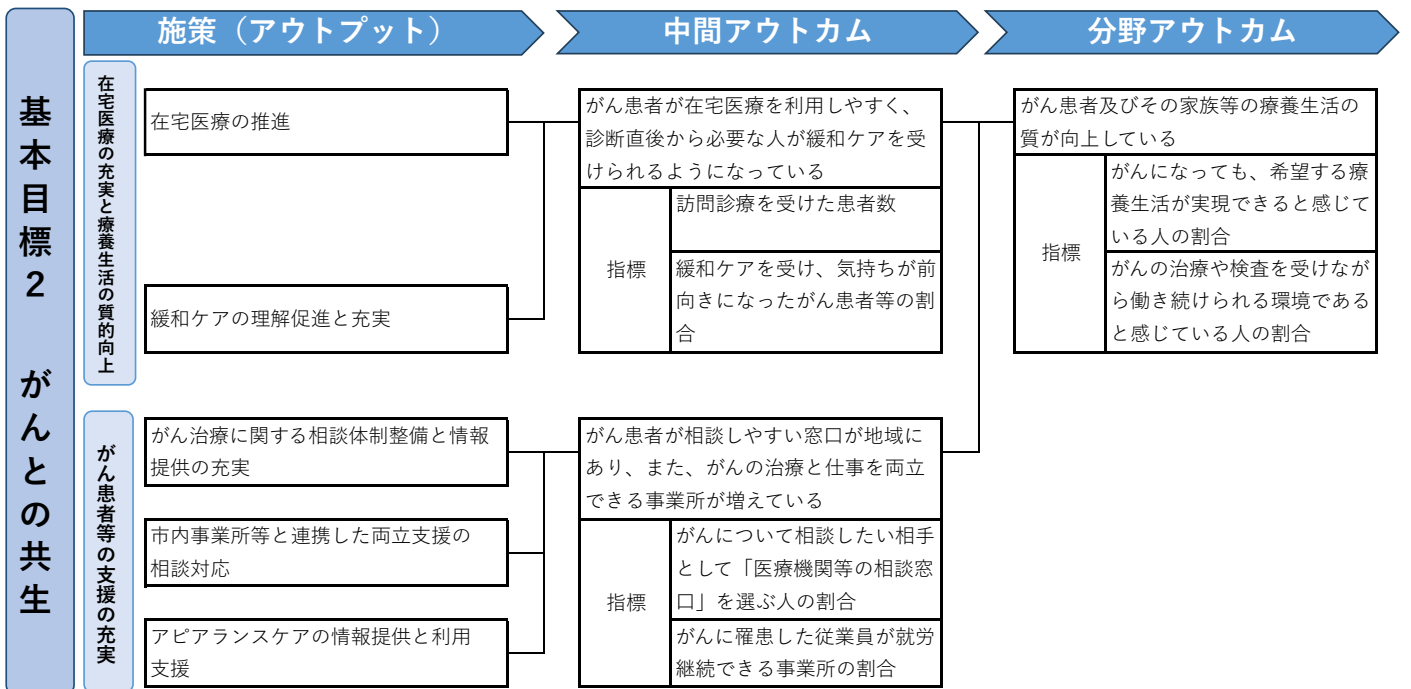 基本目標２　がんとの共生
施策（アウトプット）
中間アウトカム
分野アウトカム
在宅医療の充実と療養生活の質的向上
在宅医療の推進
緩和ケアの理解促進と充実
がん患者が在宅医療を利用しやすく、
診断直後から必要な人が緩和ケアを受
けられるようになっている
指標
訪問診療を受けた患者数
緩和ケアを受け、気持ちが前
向きになったがん患者等の割
合
がん患者及びその家族等の療養生活の
質が向上している
指標
がんになっても、希望する療
養生活が実現できると感じて
いる人の割合
がんの治療や検査を受けなが
ら働き続けられる環境である
と感じている人の割合
がん患者等の支援の充実
がん治療に関する相談体制整備と情報
提供の充実
市内事業所等と連携した両立支援の
相談対応
アピアランスケアの情報提供と利用
支援
がん患者が相談しやすい窓口が地域に
あり、また、がんの治療と仕事を両立
できる事業所が増えている
指標
がんについて相談したい相手
として「医療機関等の相談窓
口」を選ぶ人の割合
がんに罹患した従業員が就労
継続できる事業所の割合